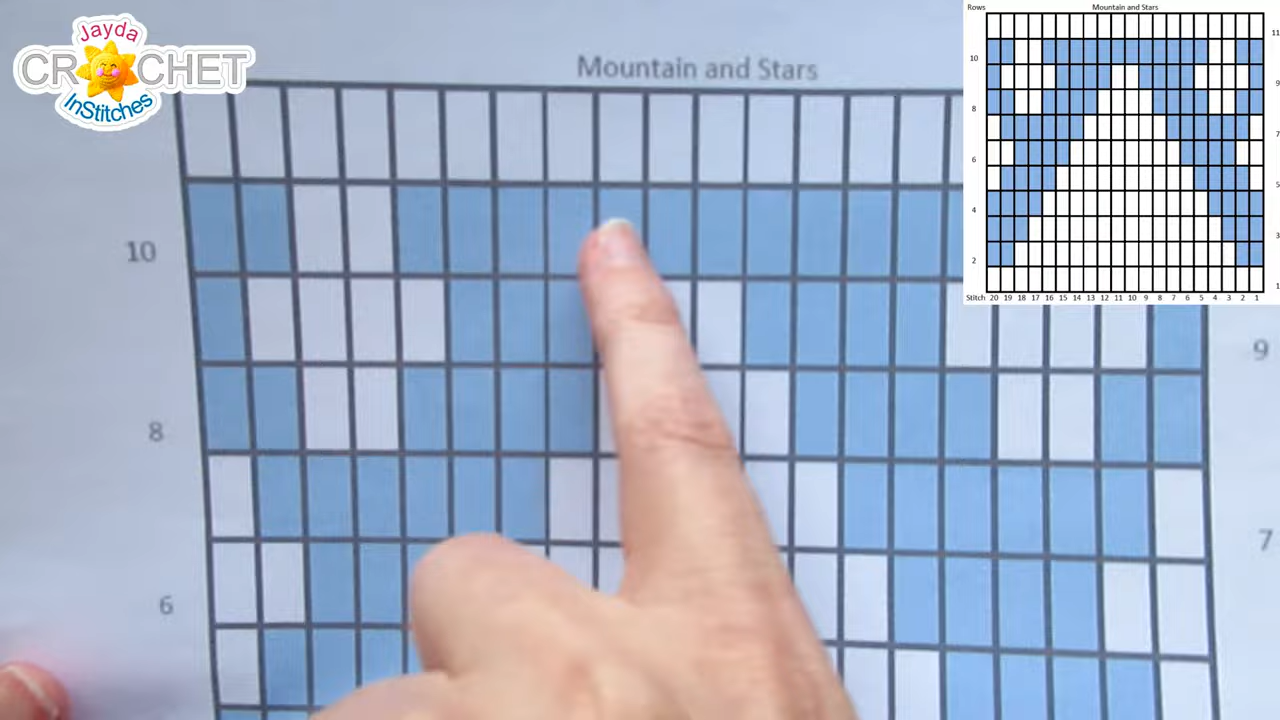 Jayda
CROCHET
InStitches
Mountain and Stars
10
8
6
9
7
Rows Mountain and Stars
11
10
9
8
7
6
5
4
3
2
1
Stitch 20 19 18 17 16 15 14 13 12 11 10 9 8 7 6 5 4 3 2 1